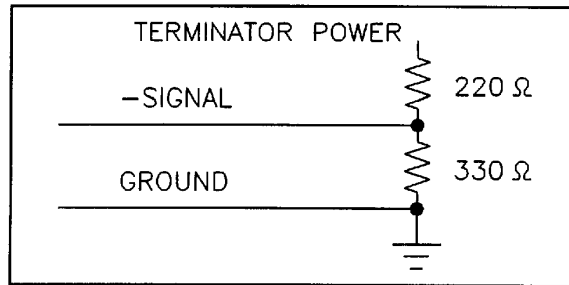 TERMINATOR POWER
220 Ω
–SIGNAL
330 Ω
GROUND